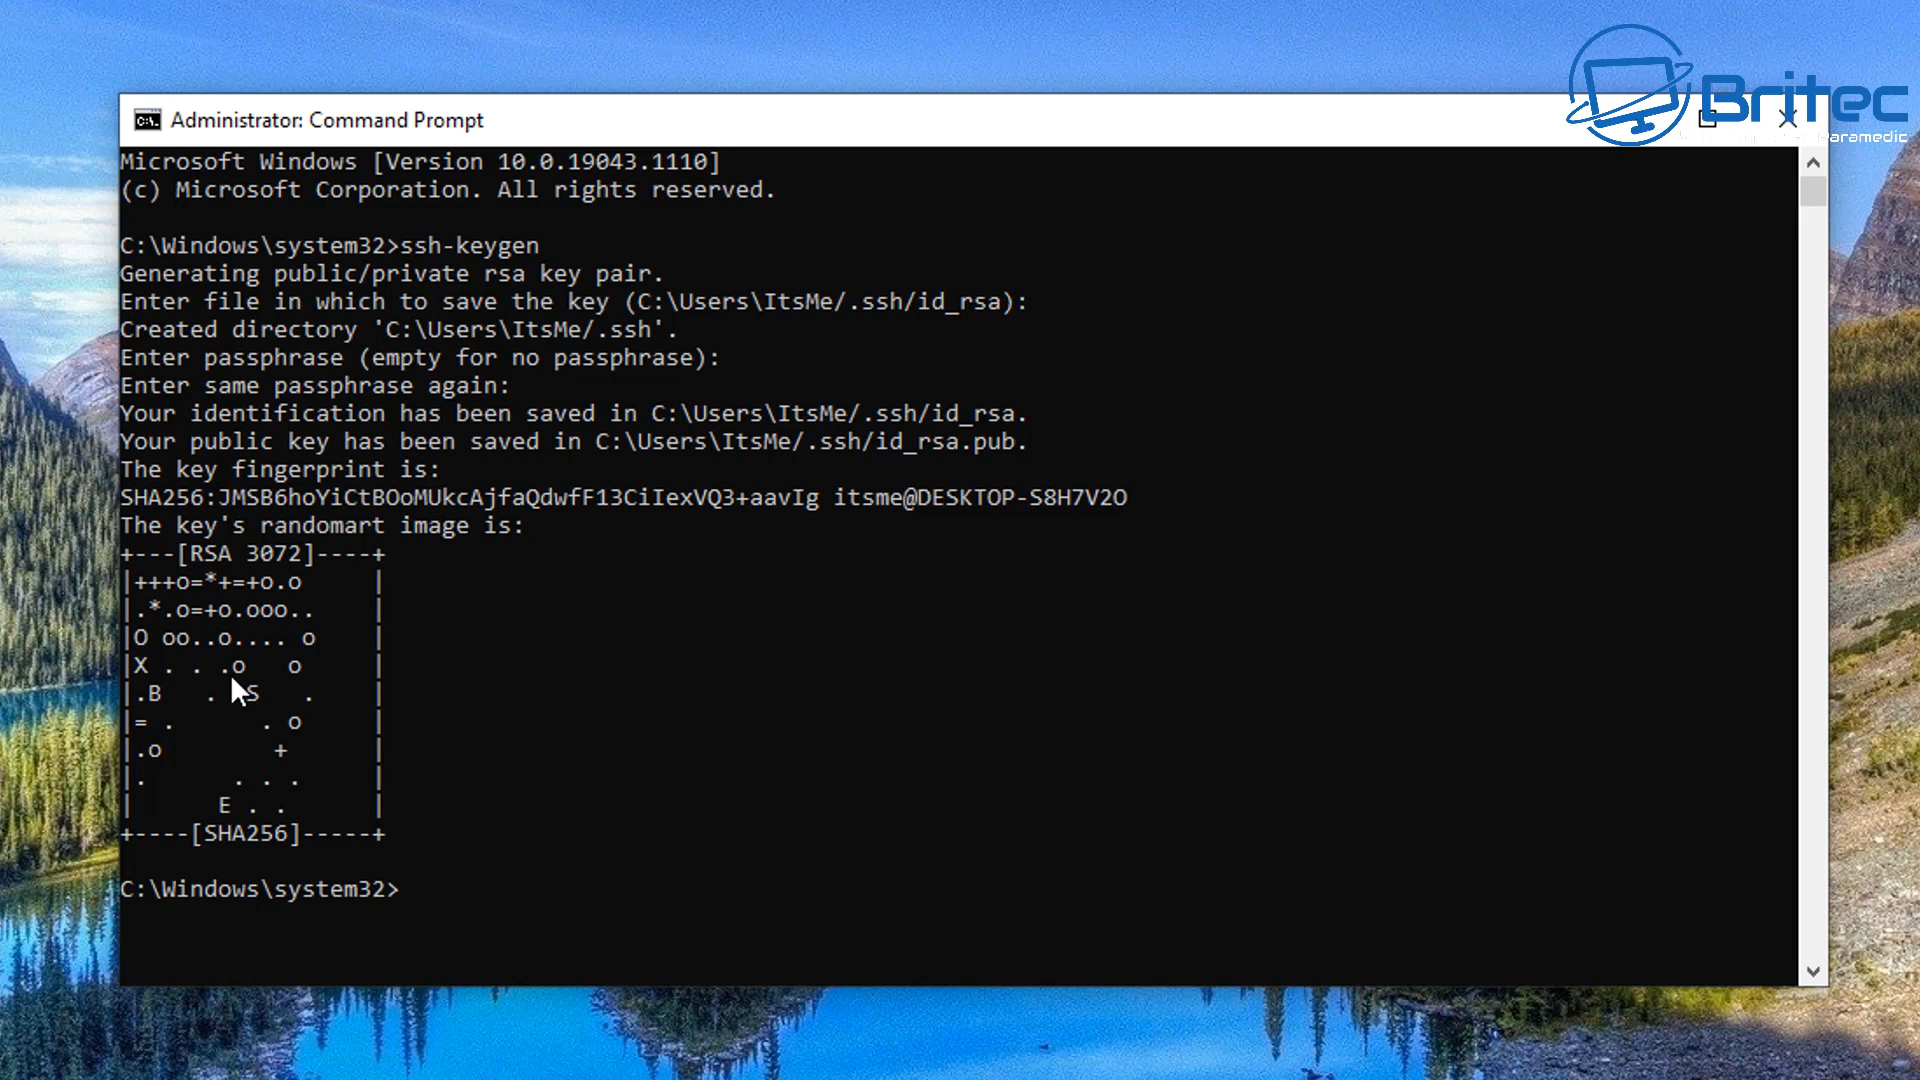 Britec
Paramedic
Administrator: Command Prompt
Microsoft Windows [Version 10.0.19043.1110]
(c) Microsoft Corporation. All rights reserved.
C:\Windows\system32>ssh-keygen
Generating public/private rsa key pair.
Enter file in which to save the key (C:\Users\ItsMe/.ssh/id_rsa):
Created directory 'C:\Users\ItsMe/.ssh'.
Enter passphrase (empty for no passphrase):
Enter same passphrase again:
Your identification has been saved in C:\Users\ItsMe/.ssh/id_rsa.
Your public key has been saved in C:\Users\ItsMe/.ssh/id_rsa.pub.
The key fingerprint is:
SHA256:JMSB6hoYiCtBOoMUkcAjfaQdwfF13CiIexVQ3+aavIg itsme@DESKTOP-S8H7V2O
The key's randomart image is:
+---[RSA 3072]----+
|+++o=*+=+o.o     |
|.*.o=+o.ooo..    |
|O oo..o.... o    |
|X . . .o   o     |
|.B   .  S   .    |
|= .      . o     |
|.o        +      |
|.      . . .     |
|      E . .      |
+----[SHA256]-----+
C:\Windows\system32>